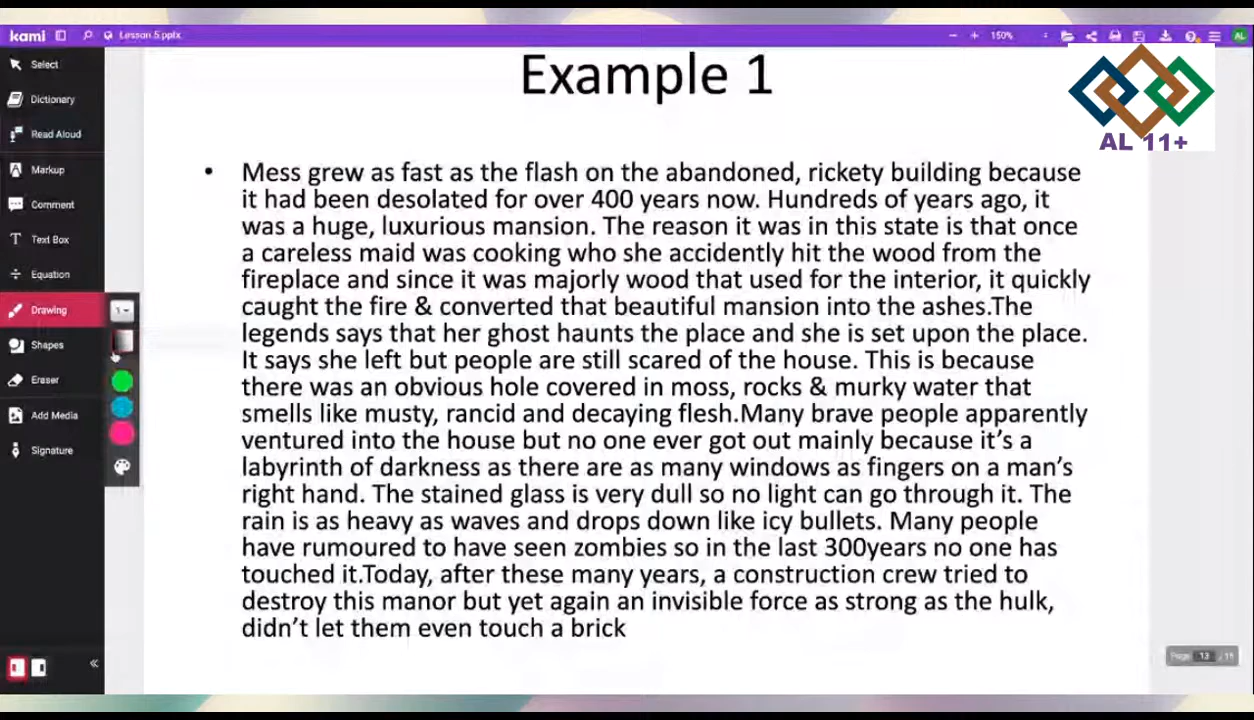 kami
Lesson 5.pptx
150%
AL
Select
Dictionary
Read Aloud
Markup
Comment
Text Box
Equation
Drawing
Shapes
Eraser
Add Media
Signature
1
AL 11+
Example 1
• Mess grew as fast as the flash on the abandoned, rickety building because
it had been desolated for over 400 years now. Hundreds of years ago, it
was a huge, luxurious mansion. The reason it was in this state is that once
a careless maid was cooking who she accidently hit the wood from the
fireplace and since it was majorly wood that used for the interior, it quickly
caught the fire & converted that beautiful mansion into the ashes.The
legends says that her ghost haunts the place and she is set upon the place.
It says she left but people are still scared of the house. This is because
there was an obvious hole covered in moss, rocks & murky water that
smells like musty, rancid and decaying flesh.Many brave people apparently
ventured into the house but no one ever got out mainly because it's a
labyrinth of darkness as there are as many windows as fingers on a man's
right hand. The stained glass is very dull so no light can go through it. The
rain is as heavy as waves and drops down like icy bullets. Many people
have rumoured to have seen zombies so in the last 300years no one has
touched it.Today, after these many years, a construction crew tried to
destroy this manor but yet again an invisible force as strong as the hulk,
didn't let them even touch a brick
Page 13